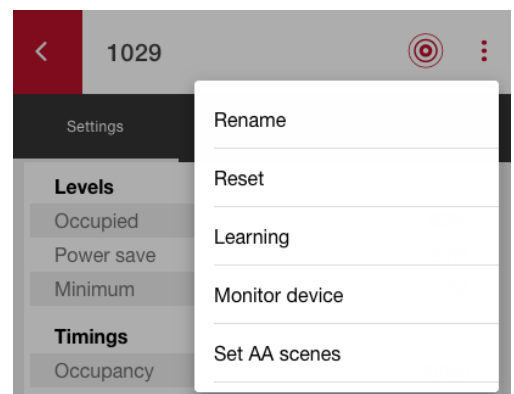 1029
Settings
Rename
Reset
Learning
Monitor device
Set AA scenes
Levels
Occupied
Power save
Minimum
Timings
Occupancy